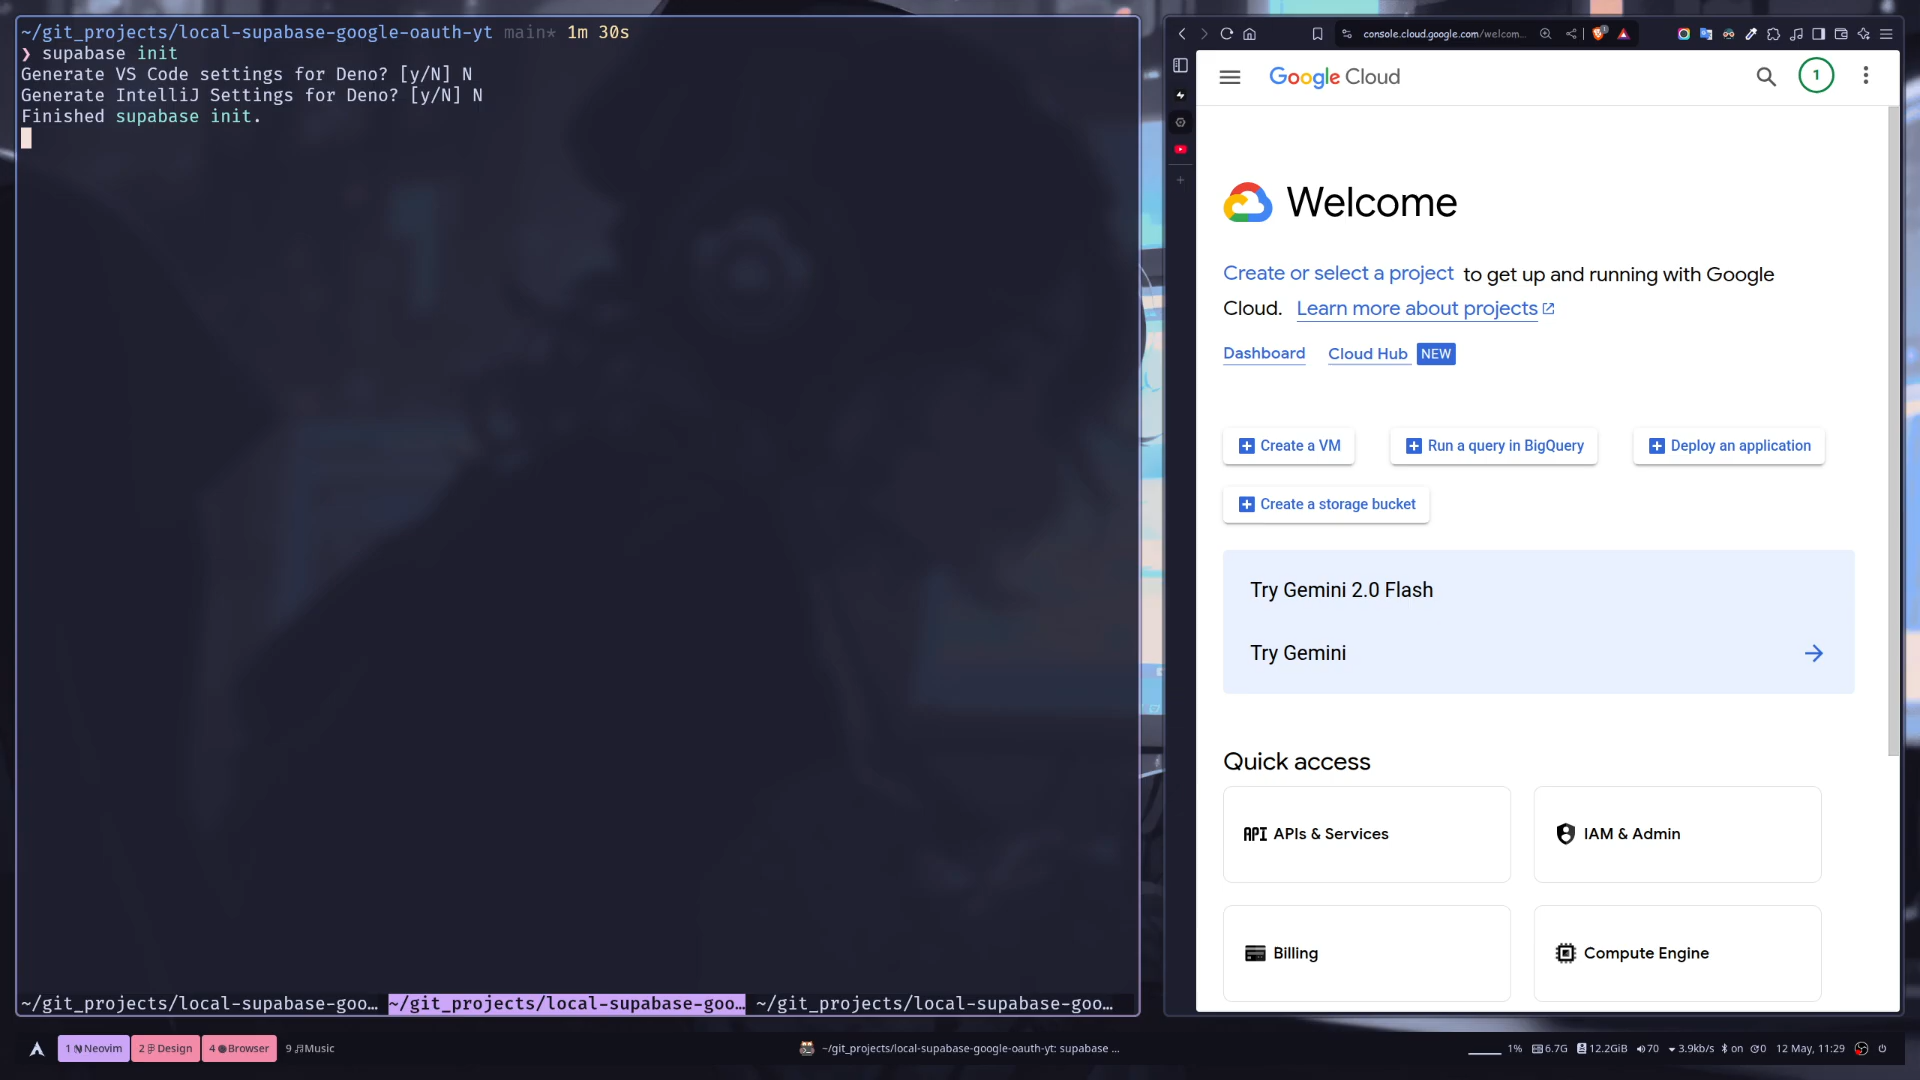 ~/git_projects/local-supabase-google-oauth-yt main* 1m 30s
❯ supabase init
Generate VS Code settings for Deno? [y/N] N
Generate IntelliJ Settings for Deno? [y/N] N
Finished supabase init.
~/git_projects/local-supabase-goo… ~/git_projects/local-supabase-goo… ~/git_projects/local-supabase-goo…
console.cloud.google.com/welcom...
Google Cloud
1
Welcome
Create or select a project to get up and running with Google
Cloud. Learn more about projects
Dashboard Cloud Hub NEW
Create a VM
Run a query in BigQuery
Deploy an application
Create a storage bucket
Try Gemini 2.0 Flash
Try Gemini
Quick access
API APIs & Services
IAM & Admin
Billing
Compute Engine
1 Neovim 2 Design 4 Browser 9 Music
~/git_projects/local-supabase-google-oauth-yt: supabase ...
1% 6.7G 12.2GiB 70 3.9kb/s on 0 12 May, 11:29